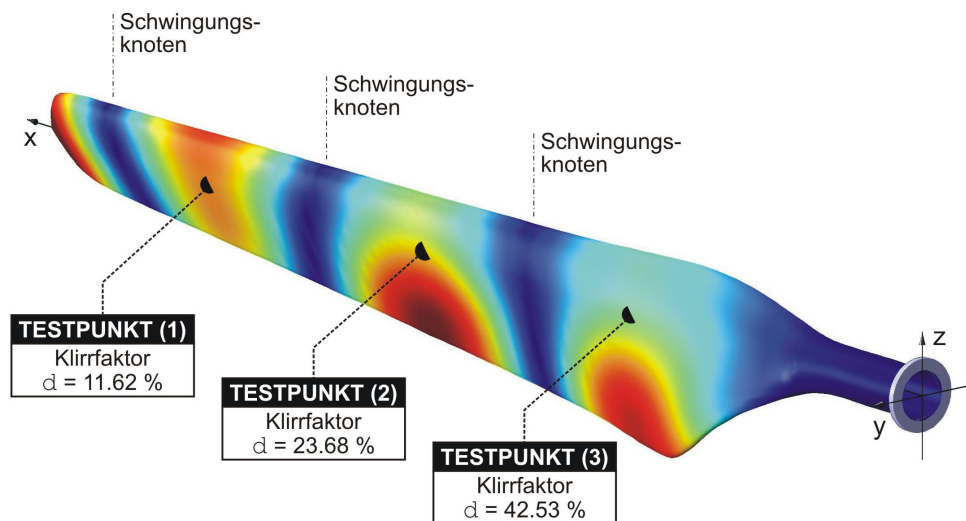 Schwingungs-
knoten
Schwingungs-
knoten
Schwingungs-
knoten
x
TESTPUNKT (1)
Klirrfaktor
d = 11.62 %
TESTPUNKT (2)
Klirrfaktor
d = 23.68 %
TESTPUNKT (3)
Klirrfaktor
d = 42.53 %
z
y